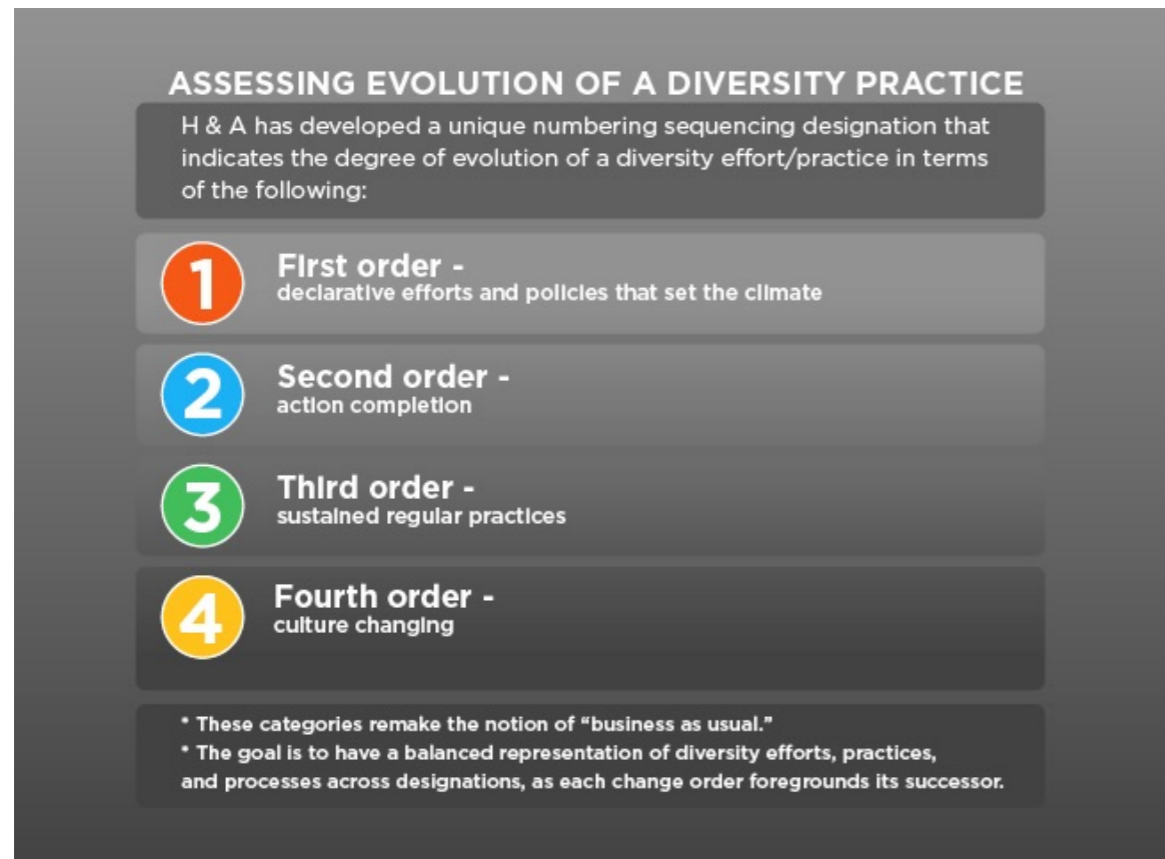 ASSESSING EVOLUTION OF A DIVERSITY PRACTICE
H & A has developed a unique numbering sequencing designation that
indicates the degree of evolution of a diversity effort/practice in terms
of the following:
1
First order -
declarative efforts and policies that set the climate
2
Second order -
action completion
3
Third order -
sustained regular practices
4
Fourth order -
culture changing
* These categories remake the notion of “business as usual.”
* The goal is to have a balanced representation of diversity efforts, practices,
and processes across designations, as each change order foregrounds its successor.